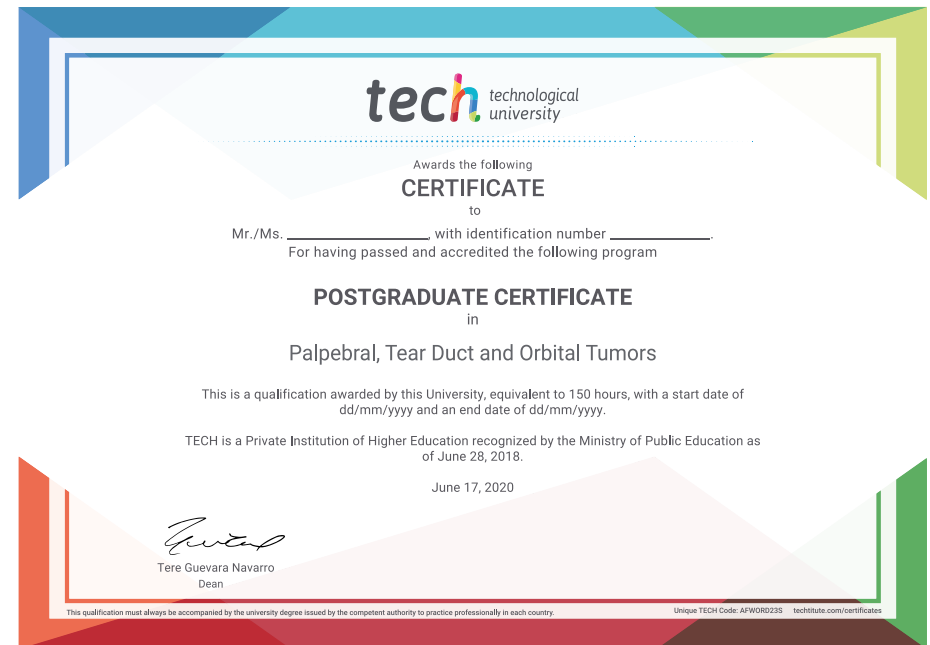 tech technological
university
Awards the following
CERTIFICATE
to
Mr./Ms. ____________________, with identification number ______________.
For having passed and accredited the following program
POSTGRADUATE CERTIFICATE
in
Palpebral, Tear Duct and Orbital Tumors
This is a qualification awarded by this University, equivalent to 150 hours, with a start date of
dd/mm/yyyy and an end date of dd/mm/yyyy.
TECH is a Private Institution of Higher Education recognized by the Ministry of Public Education as
of June 28, 2018.
June 17, 2020
Tere Guevara Navarro
Dean
This qualification must always be accompanied by the university degree issued by the competent authority to practice professionally in each country.
Unique TECH Code: AFWORD23S techtitute.com/certificates